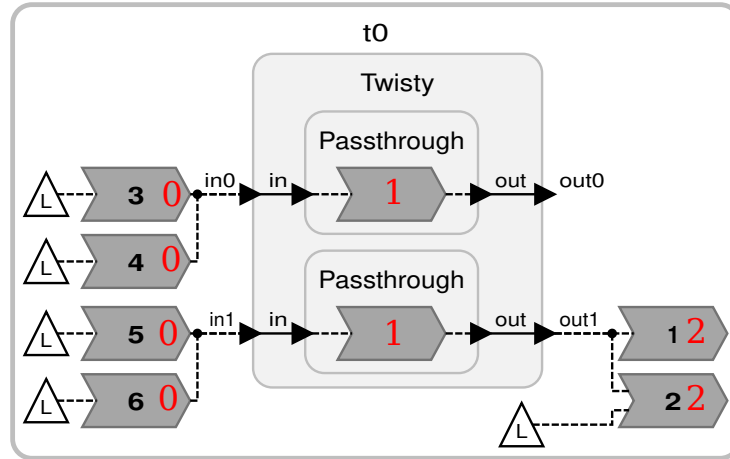 t0
Twisty
Passthrough
L 3 0 in0 in 1 out out0
L 4 0
Passthrough
L 5 0 in1 in 1 out out1 1 2
L 6 0 2 2
L